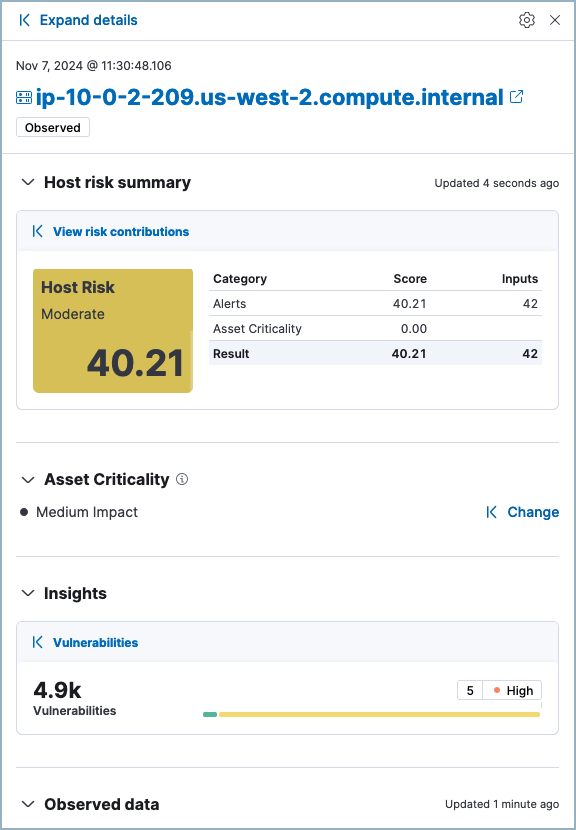 Expand details
Nov 7, 2024 @ 11:30:48.106
ip-10-0-2-209.us-west-2.compute.internal
Observed
Host risk summary Updated 4 seconds ago
View risk contributions
Host Risk
Moderate
40.21
Category Score Inputs
Alerts 40.21 42
Asset Criticality 0.00
Result 40.21 42
Asset Criticality
Medium Impact Change
Insights
Vulnerabilities
4.9k
Vulnerabilities
5 High
Observed data Updated 1 minute ago